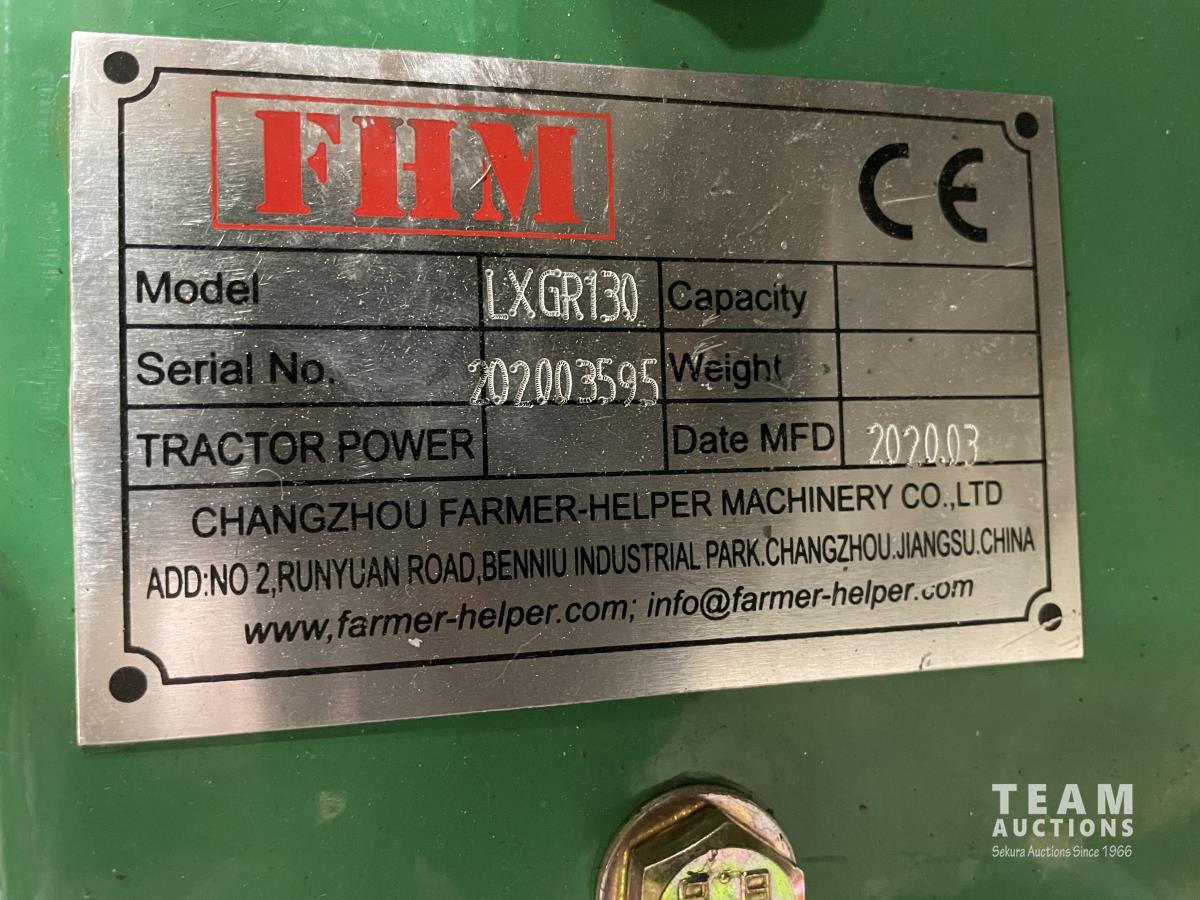 FHM
CE
Model LXGR130 Capacity
Serial No. 202003595 Weight
TRACTOR POWER Date MFD 2020.03
CHANGZHOU FARMER-HELPER MACHINERY CO.,LTD
ADD:NO 2,RUNYUAN ROAD,BENNIU INDUSTRIAL PARK.CHANGZHOU.JIANGSU.CHINA
www,farmer-helper.com; info@farmer-helper.com
8.8
TEAM
AUCTIONS
Sekura Auctions Since 1966